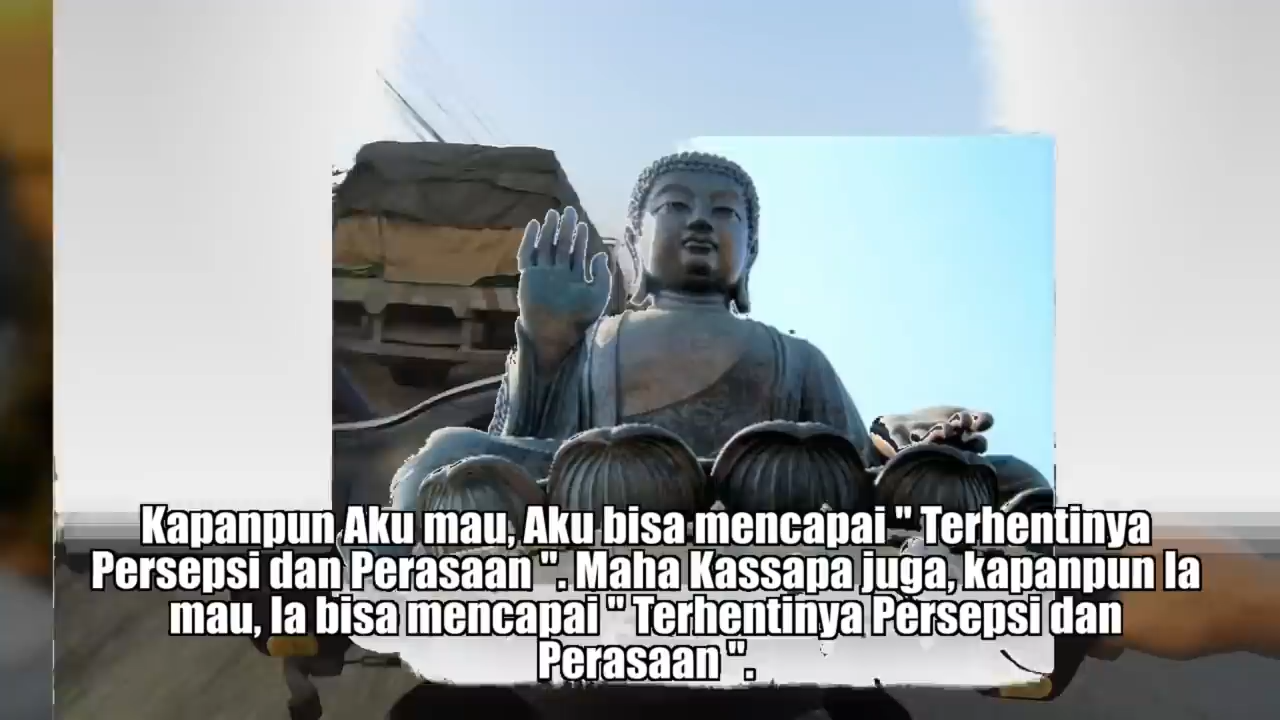 Kapanpun Aku mau, Aku bisa mencapai " Terhentinya
Persepsi dan Perasaan ". Maha Kassapa juga, kapanpun Ia
mau, Ia bisa mencapai " Terhentinya Persepsi dan
Perasaan ".